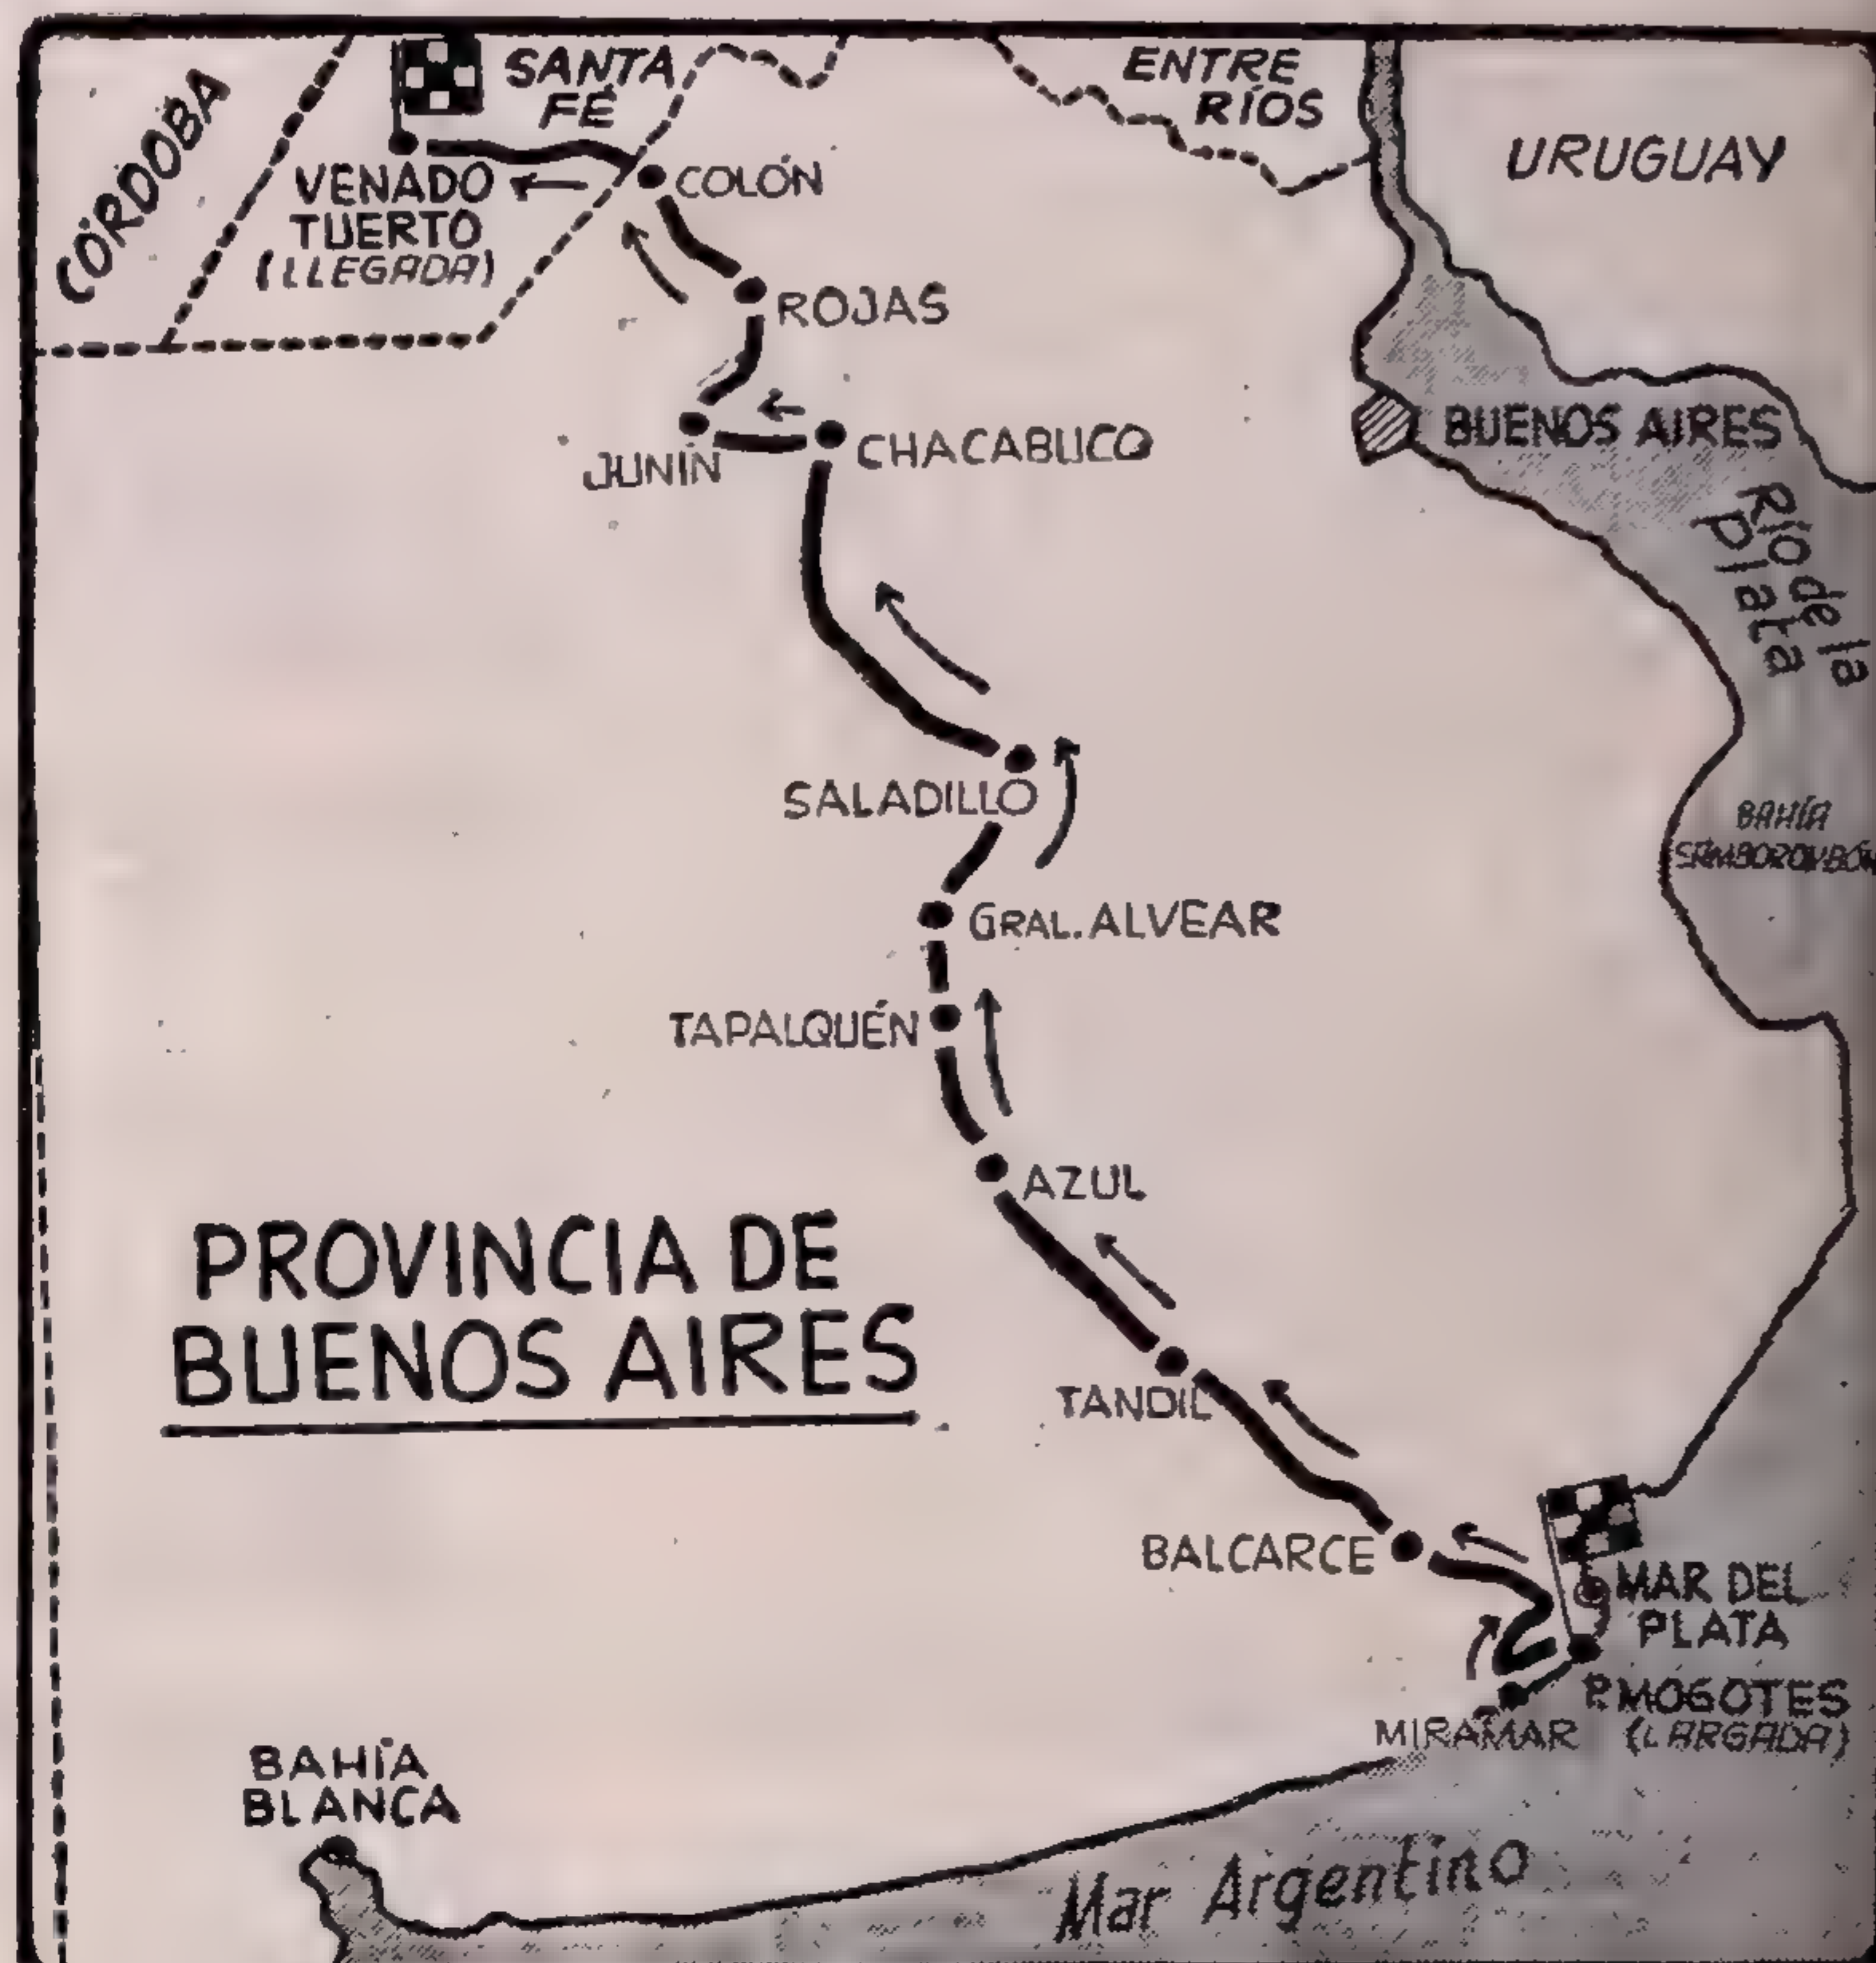 CÓRDOBA
SANTA
FÉ
ENTRE
RÍOS
URUGUAY
VENADO
TUERTO
(LLEGADA)
COLÓN
ROJAS
JUNÍN
CHACABUCO
BUENOS AIRES
Río de la
Plata
SALADILLO
BAHÍA
SAMBOROMBÓN
GRAL. ALVEAR
TAPALQUÉN
AZUL
PROVINCIA DE
BUENOS AIRES
TANDIL
BALCARCE
MAR DEL
PLATA
P. MOGOTES
(LARGADA)
MIRAMAR
BAHÍA
BLANCA
Mar Argentino